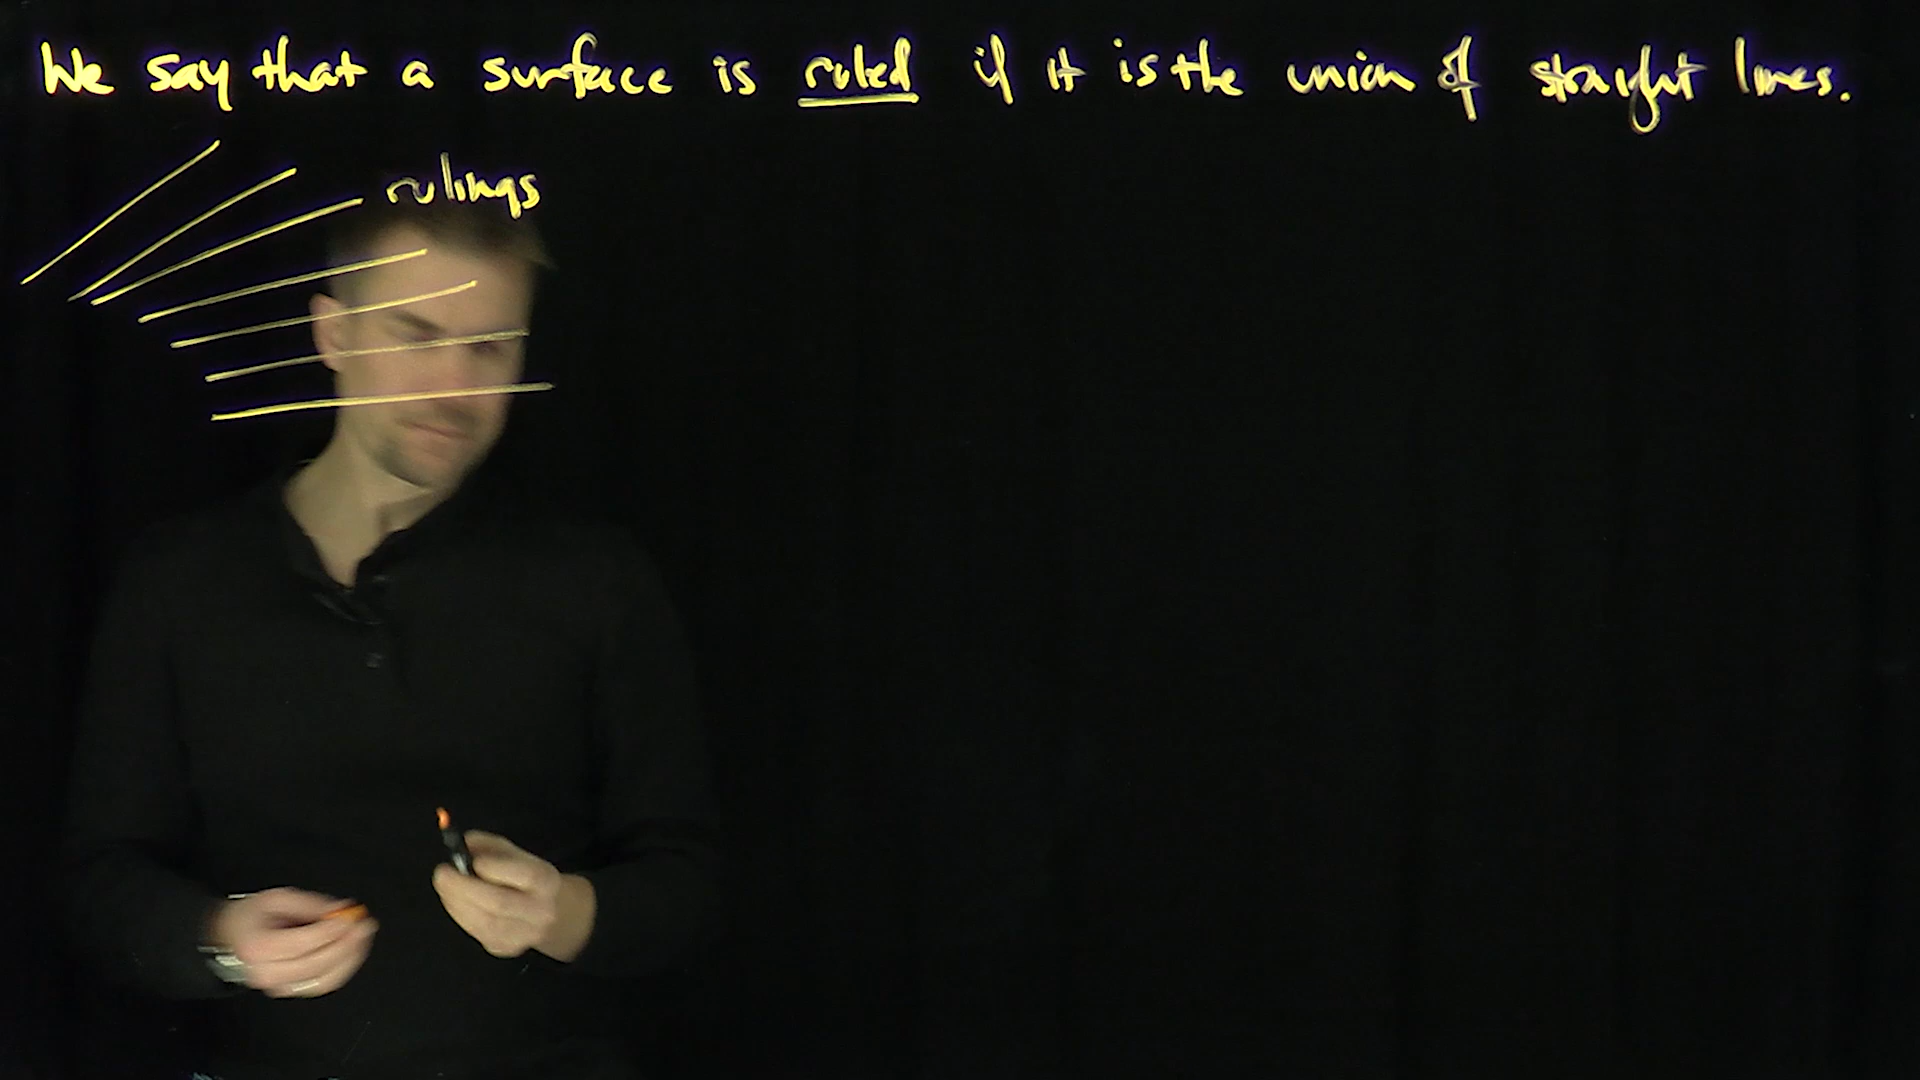 We say that a surface is ruled if it is the union of straight lines.
rulings